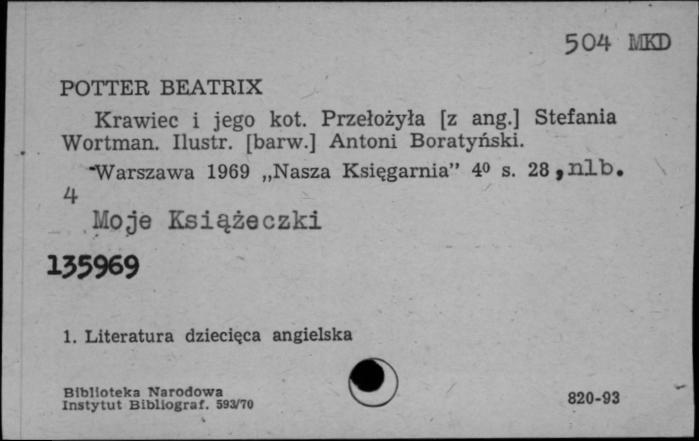 504 MKD
POTTER BEATRIX
Krawiec i jego kot. Przełożyła [z ang.] Stefania
Wortman. Ilustr. [barw.] Antoni Boratyński.
Warszawa 1969 „Nasza Księgarnia” 4⁰ s. 28, nlb.
4
Moje Książeczki
135969
1. Literatura dziecięca angielska
Biblioteka Narodowa
Instytut Bibliograf. 593/70
820-93